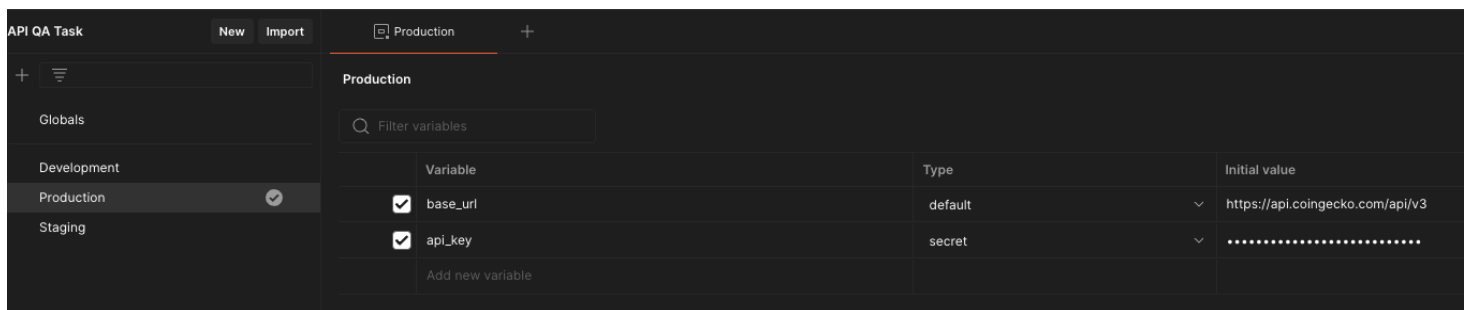 API QA Task
New
Import
Production
Production
Filter variables
Globals
Development
Production
Staging
Variable Type Initial value
base_url default https://api.coingecko.com/api/v3
api_key secret •••••••••••••••••••••••••••
Add new variable